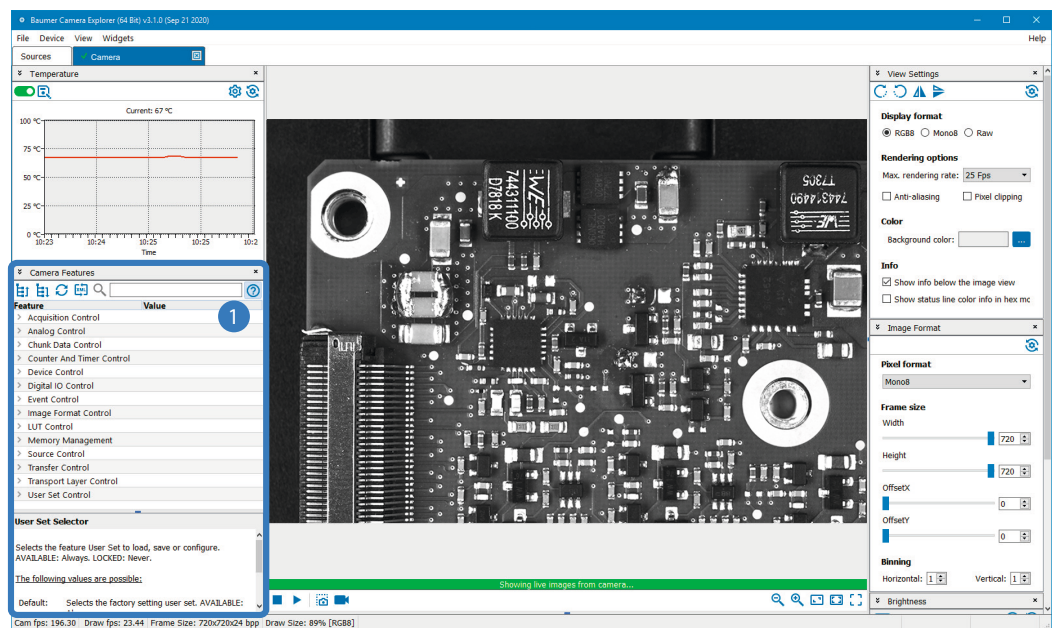 Baumer Camera Explorer (64 Bit) v3.1.0 (Sep 21 2020)
File Device View Widgets Help
Sources Camera
Temperature
Current: 67 °C
100 °C
75 °C
50 °C
25 °C
0 °C
10:23 10:24 10:25 10:25 10:2
Time
Camera Features
1
Feature Value
Acquisition Control
Analog Control
Chunk Data Control
Counter And Timer Control
Device Control
Digital IO Control
Event Control
Image Format Control
LUT Control
Memory Management
Source Control
Transfer Control
Transport Layer Control
User Set Control
User Set Selector
Selects the feature User Set to load, save or configure.
AVAILABLE: Always. LOCKED: Never.
The following values are possible:
Default: Selects the factory setting user set. AVAILABLE:
WE
744311100
D7818 K
WE
7443/4490
T7305
Showing live images from camera...
View Settings
Display format
RGB8 Mono8 Raw
Rendering options
Max. rendering rate: 25 Fps
Anti-aliasing Pixel clipping
Color
Background color: ...
Info
Show info below the image view
Show status line color info in hex mo
Image Format
Pixel format
Mono8
Frame size
Width
720
Height
720
OffsetX
0
OffsetY
0
Binning
Horizontal: 1 Vertical: 1
Brightness
Cam fps: 196.30 Draw fps: 23.44 Frame Size: 720x720x24 bpp Draw Size: 89% [RGB8]